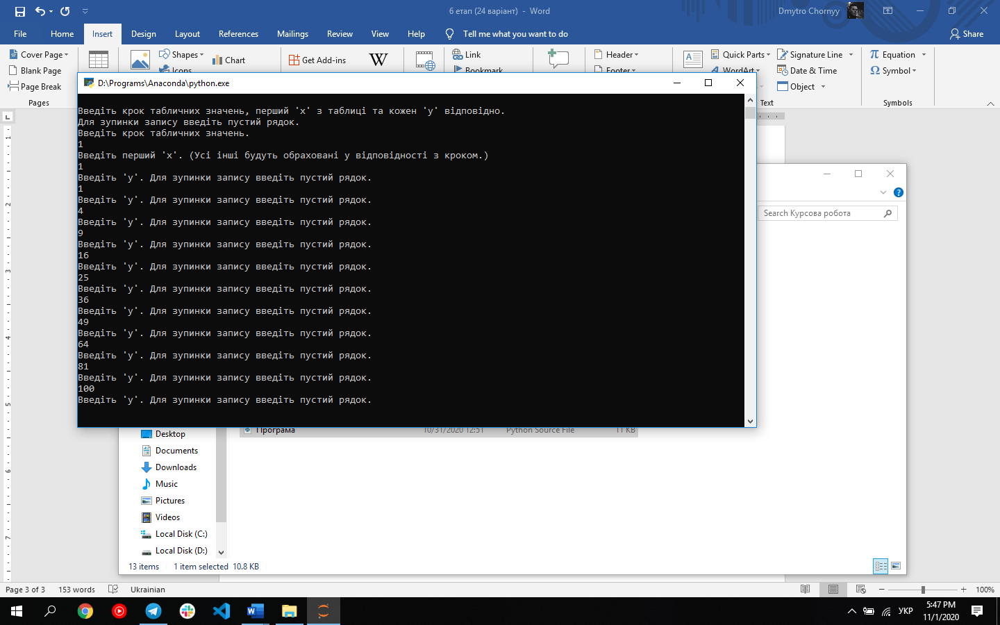 6 етап (24 варіант) - Word
Dmytro Chornyy
File Home Insert Design Layout References Mailings Review View Help Tell me what you want to do Share
Cover Page
Blank Page
Page Break
Pages
Shapes
Icons
Chart
Get Add-ins
W
Link
Bookmark
Header
Footer
Quick Parts
WordArt
Signature Line
Date & Time
Object
Text
Equation
Symbol
Symbols
D:\Programs\Anaconda\python.exe
Введіть крок табличних значень, перший 'x' з таблиці та кожен 'y' відповідно.
Для зупинки запису введіть пустий рядок.
Введіть крок табличних значень.
1
Введіть перший 'x'. (Усі інші будуть обраховані у відповідності з кроком.)
1
Введіть 'y'. Для зупинки запису введіть пустий рядок.
1
Введіть 'y'. Для зупинки запису введіть пустий рядок.
4
Введіть 'y'. Для зупинки запису введіть пустий рядок.
9
Введіть 'y'. Для зупинки запису введіть пустий рядок.
16
Введіть 'y'. Для зупинки запису введіть пустий рядок.
25
Введіть 'y'. Для зупинки запису введіть пустий рядок.
36
Введіть 'y'. Для зупинки запису введіть пустий рядок.
49
Введіть 'y'. Для зупинки запису введіть пустий рядок.
64
Введіть 'y'. Для зупинки запису введіть пустий рядок.
81
Введіть 'y'. Для зупинки запису введіть пустий рядок.
100
Введіть 'y'. Для зупинки запису введіть пустий рядок.
Search Курсова робота
Програма 10/31/2020 12:51 Python Source File 11 KB
Desktop
Documents
Downloads
Music
Pictures
Videos
Local Disk (C:)
Local Disk (D:)
13 items 1 item selected 10.8 KB
Page 3 of 3 153 words Ukrainian 100%
УКР
5:47 PM
11/1/2020
1
2
3
4
5
6
7